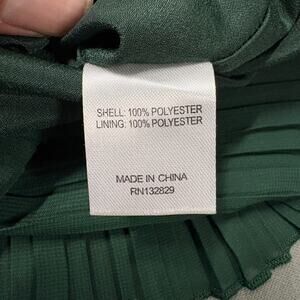 SHELL: 100% POLYESTER
LINING: 100% POLYESTER
MADE IN CHINA
RN132829